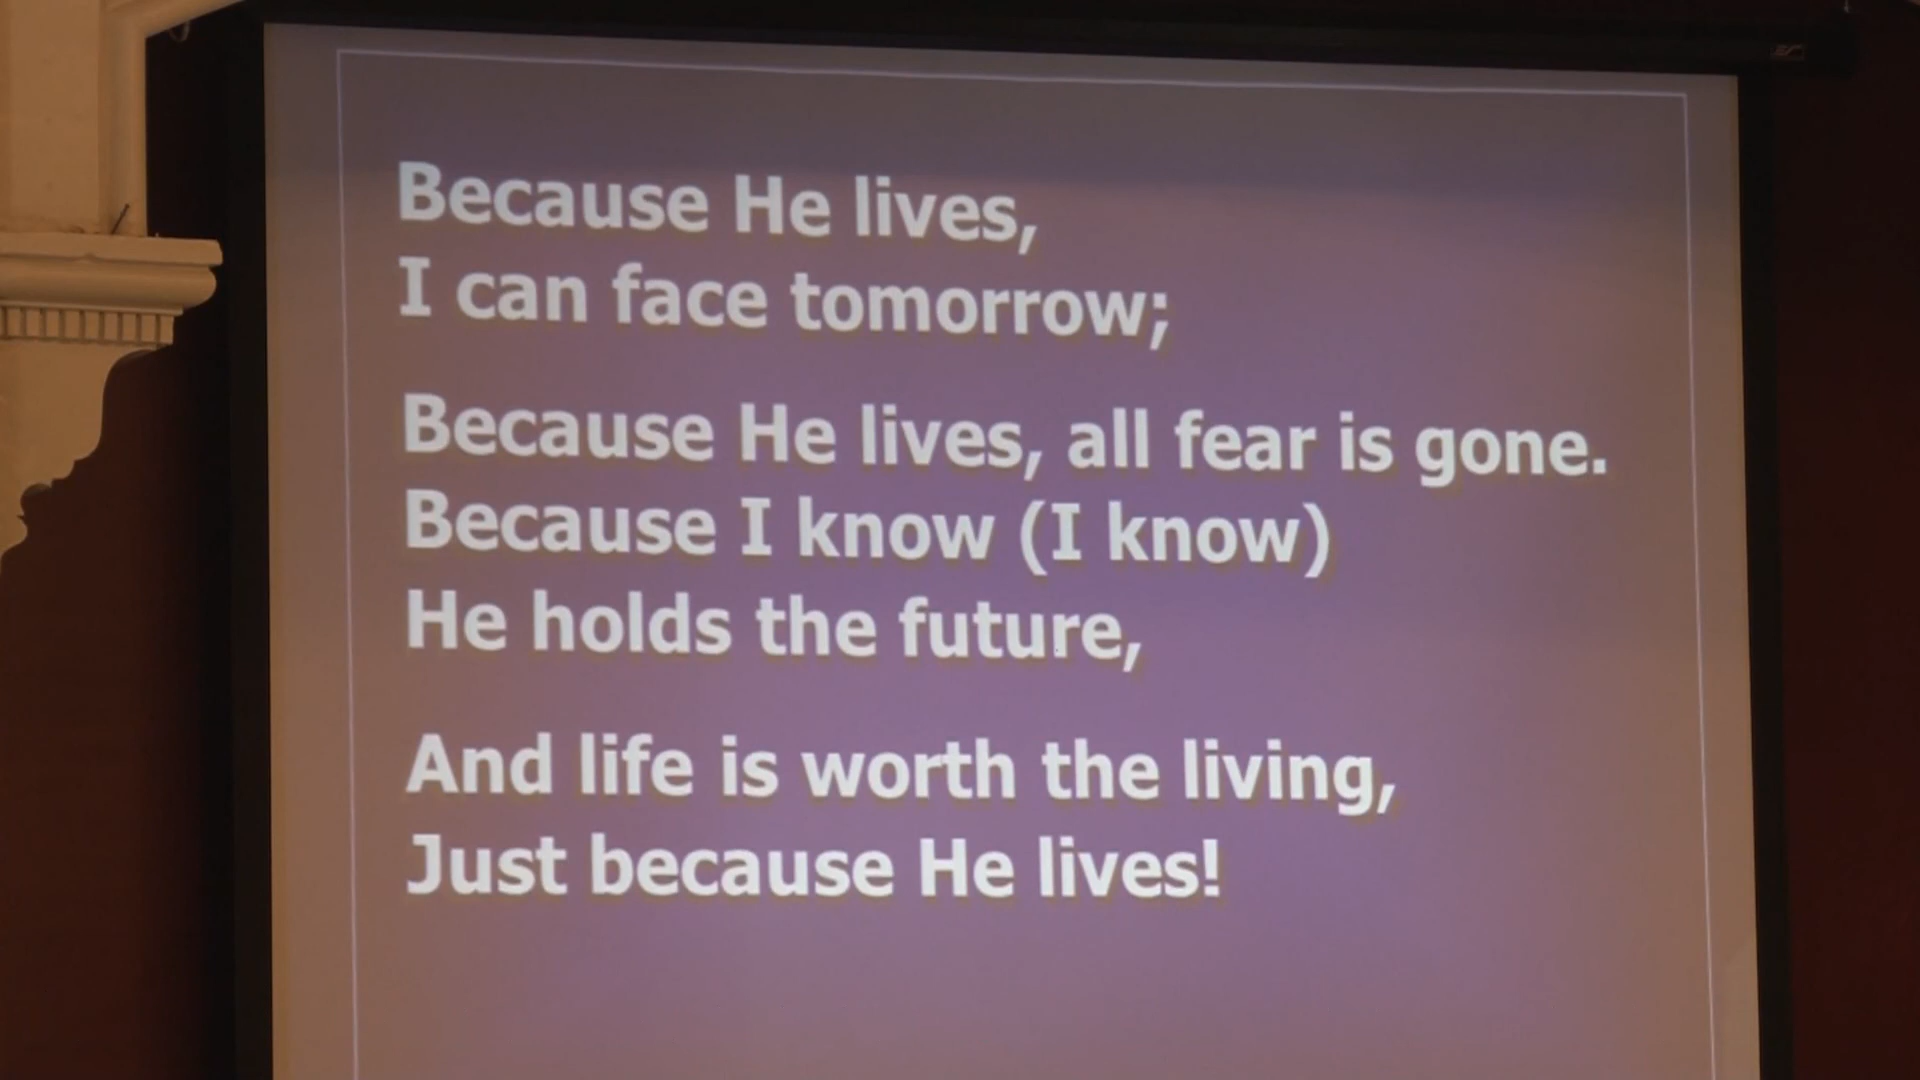 Because He lives,
I can face tomorrow;
Because He lives, all fear is gone.
Because I know (I know)
He holds the future,
And life is worth the living,
Just because He lives!